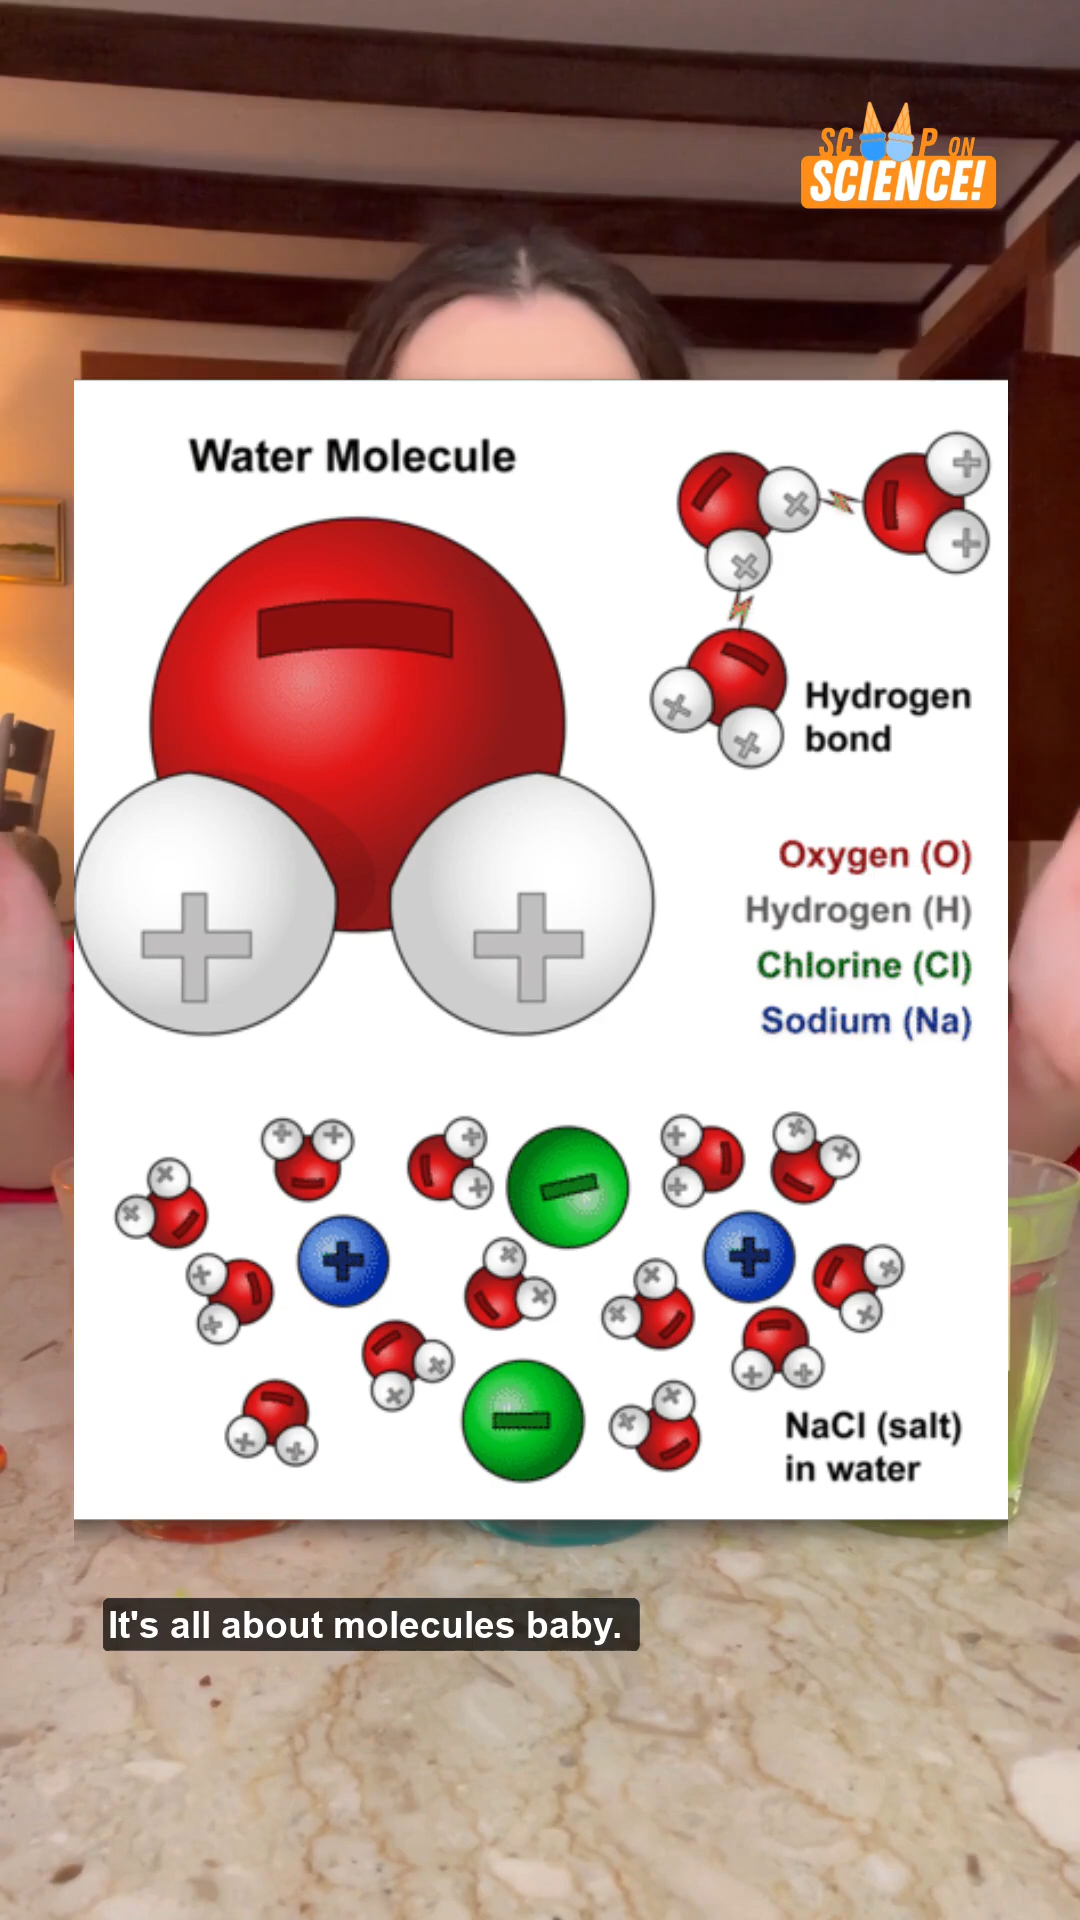 SCOOP ON
SCIENCE!
Water Molecule
Hydrogen
bond
Oxygen (O)
Hydrogen (H)
Chlorine (Cl)
Sodium (Na)
NaCl (salt)
in water
It's all about molecules baby.